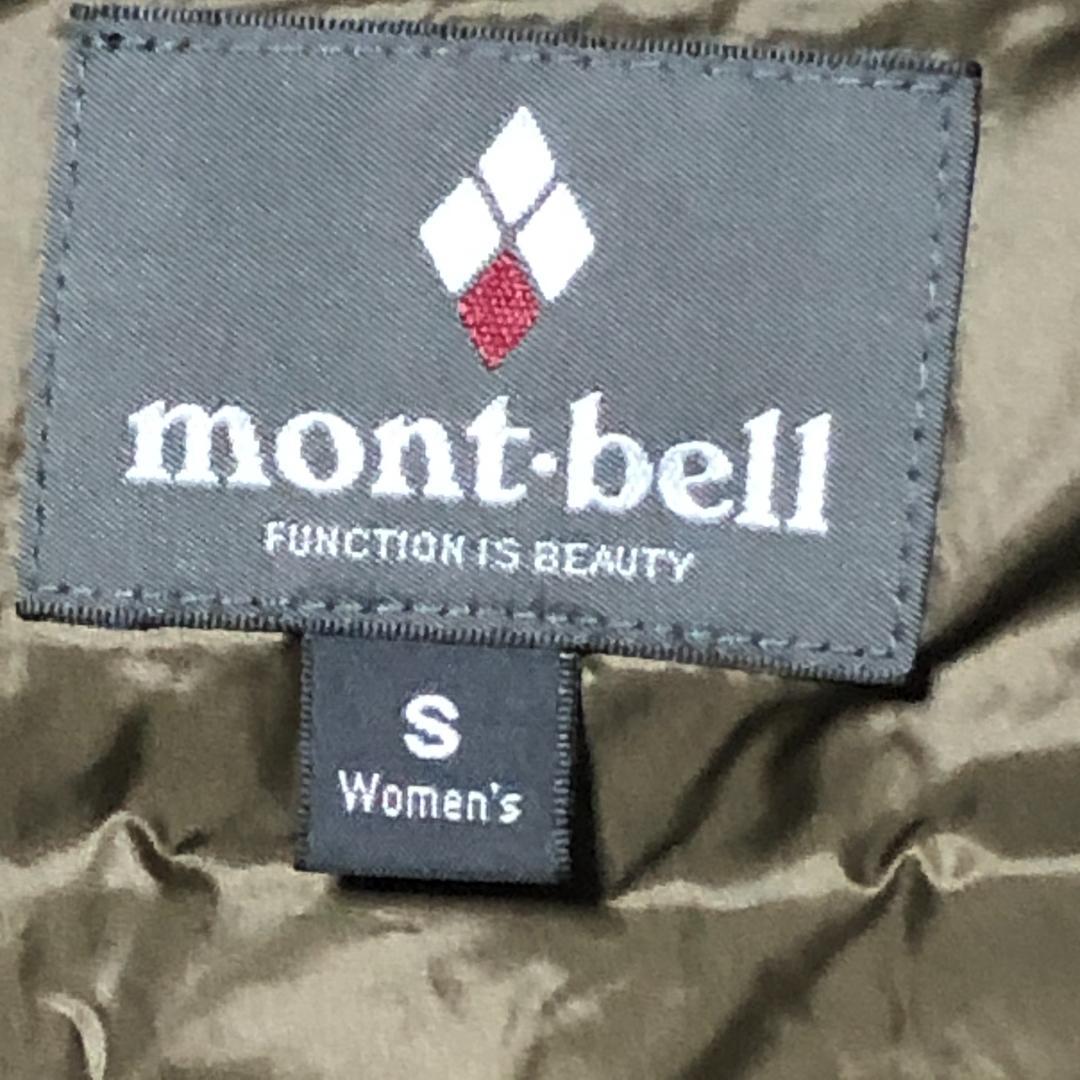 mont·bell
FUNCTION IS BEAUTY
S
Women's